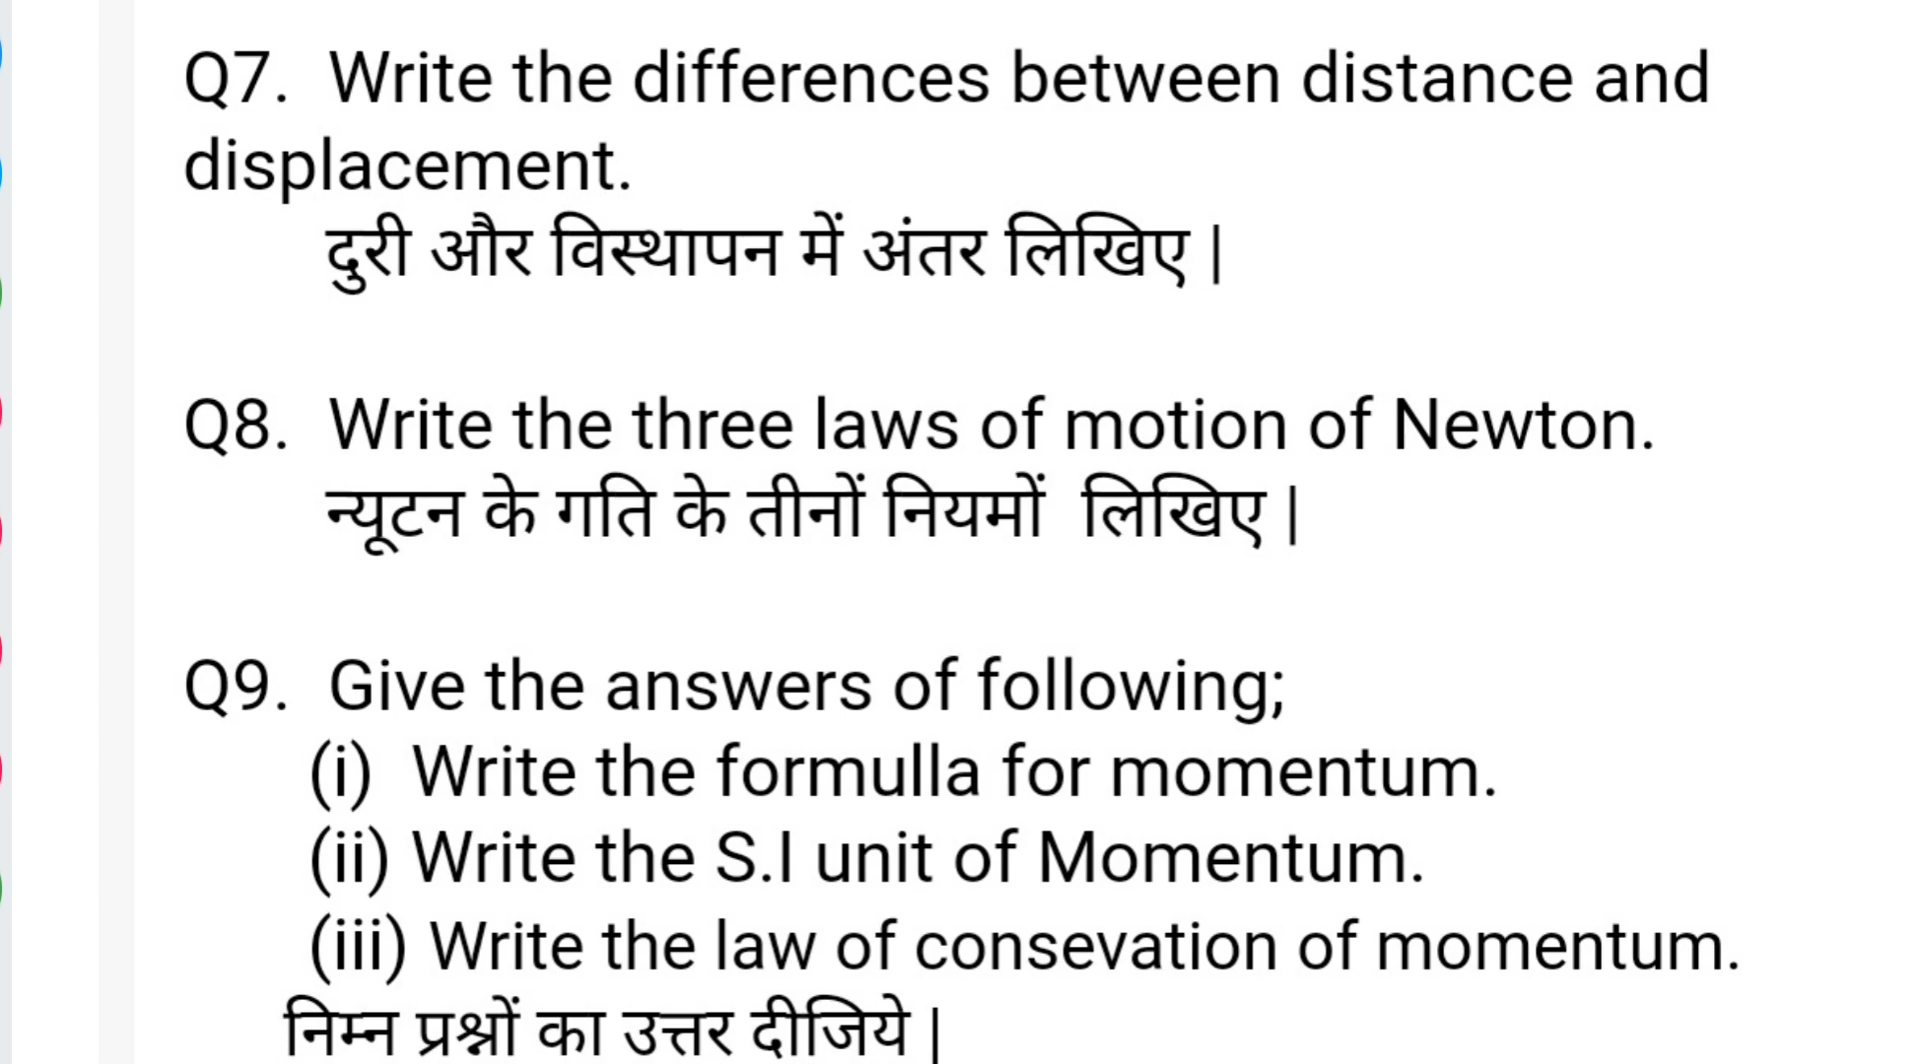 Q7. Write the differences between distance and
displacement.
दुरी और विस्थापन में अंतर लिखिए |
Q8. Write the three laws of motion of Newton.
न्यूटन के गति के तीनों नियमों लिखिए |
Q9. Give the answers of following;
(i) Write the formulla for momentum.
(ii) Write the S.I unit of Momentum.
(iii) Write the law of consevation of momentum.
निम्न प्रश्नों का उत्तर दीजिये |